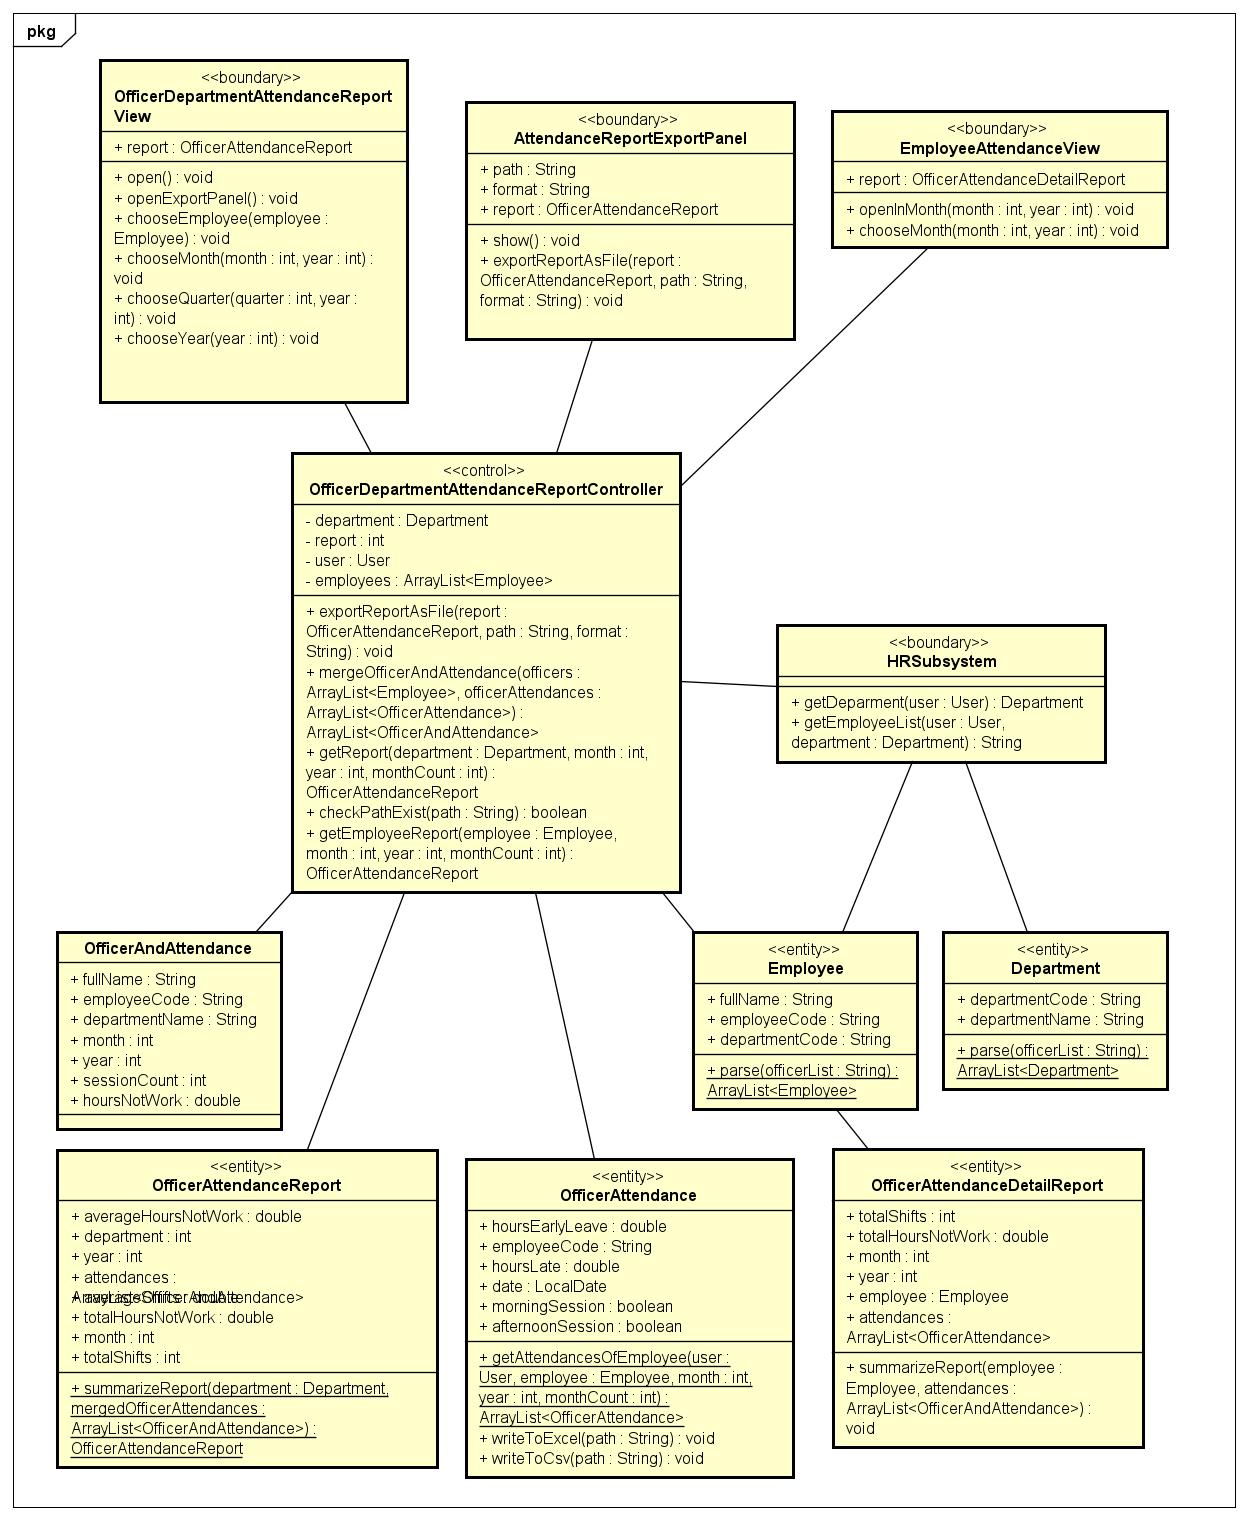 pkg
<<boundary>>
OfficerDepartmentAttendanceReport
View
+ report : OfficerAttendanceReport
+ open() : void
+ openExportPanel() : void
+ chooseEmployee(employee :
Employee) : void
+ chooseMonth(month : int, year : int) :
void
+ chooseQuarter(quarter : int, year :
int) : void
+ chooseYear(year : int) : void
<<boundary>>
AttendanceReportExportPanel
+ path : String
+ format : String
+ report : OfficerAttendanceReport
+ show() : void
+ exportReportAsFile(report :
OfficerAttendanceReport, path : String,
format : String) : void
<<boundary>>
EmployeeAttendanceView
+ report : OfficerAttendanceDetailReport
+ openInMonth(month : int, year : int) : void
+ chooseMonth(month : int, year : int) : void
<<control>>
OfficerDepartmentAttendanceReportController
- department : Department
- report : int
- user : User
- employees : ArrayList<Employee>
+ exportReportAsFile(report :
OfficerAttendanceReport, path : String, format :
String) : void
+ mergeOfficerAndAttendance(officers :
ArrayList<Employee>, officerAttendances :
ArrayList<OfficerAttendance>) :
ArrayList<OfficerAndAttendance>
+ getReport(department : Department, month : int,
year : int, monthCount : int) :
OfficerAttendanceReport
+ checkPathExist(path : String) : boolean
+ getEmployeeReport(employee : Employee,
month : int, year : int, monthCount : int) :
OfficerAttendanceReport
<<boundary>>
HRSubsystem
+ getDeparment(user : User) : Department
+ getEmployeeList(user : User,
department : Department) : String
OfficerAndAttendance
+ fullName : String
+ employeeCode : String
+ departmentName : String
+ month : int
+ year : int
+ sessionCount : int
+ hoursNotWork : double
<<entity>>
Employee
+ fullName : String
+ employeeCode : String
+ departmentCode : String
+ parse(officerList : String) :
ArrayList<Employee>
<<entity>>
Department
+ departmentCode : String
+ departmentName : String
+ parse(officerList : String) :
ArrayList<Department>
<<entity>>
OfficerAttendanceReport
+ averageHoursNotWork : double
+ department : int
+ year : int
+ attendances :
ArrayList<OfficerAndAttendance>
+ averageShifts : double
+ totalHoursNotWork : double
+ month : int
+ totalShifts : int
+ summarizeReport(department : Department,
mergedOfficerAttendances :
ArrayList<OfficerAndAttendance>) :
OfficerAttendanceReport
<<entity>>
OfficerAttendance
+ hoursEarlyLeave : double
+ employeeCode : String
+ hoursLate : double
+ date : LocalDate
+ morningSession : boolean
+ afternoonSession : boolean
+ getAttendancesOfEmployee(user :
User, employee : Employee, month : int,
year : int, monthCount : int) :
ArrayList<OfficerAttendance>
+ writeToExcel(path : String) : void
+ writeToCsv(path : String) : void
<<entity>>
OfficerAttendanceDetailReport
+ totalShifts : int
+ totalHoursNotWork : double
+ month : int
+ year : int
+ employee : Employee
+ attendances :
ArrayList<OfficerAttendance>
+ summarizeReport(employee :
Employee, attendances :
ArrayList<OfficerAndAttendance>) :
void